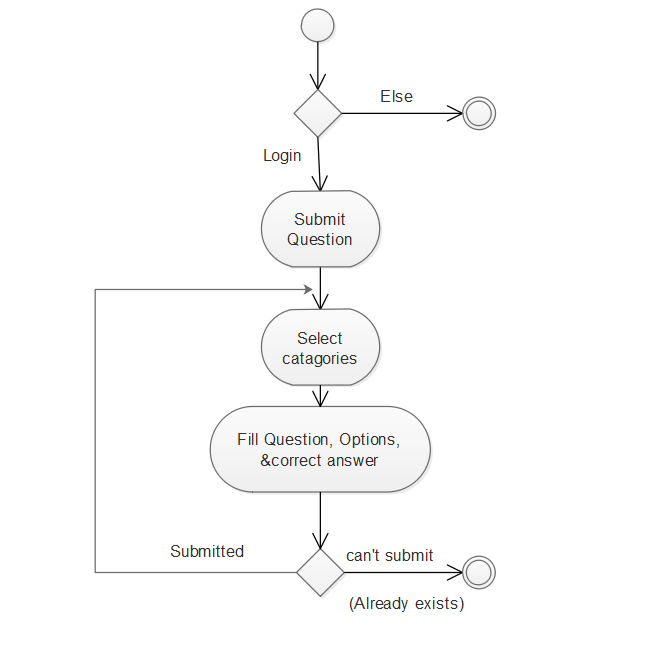 Else
Login
Submit
Question
Select
catagories
Fill Question, Options,
&correct answer
Submitted
can't submit
(Already exists)